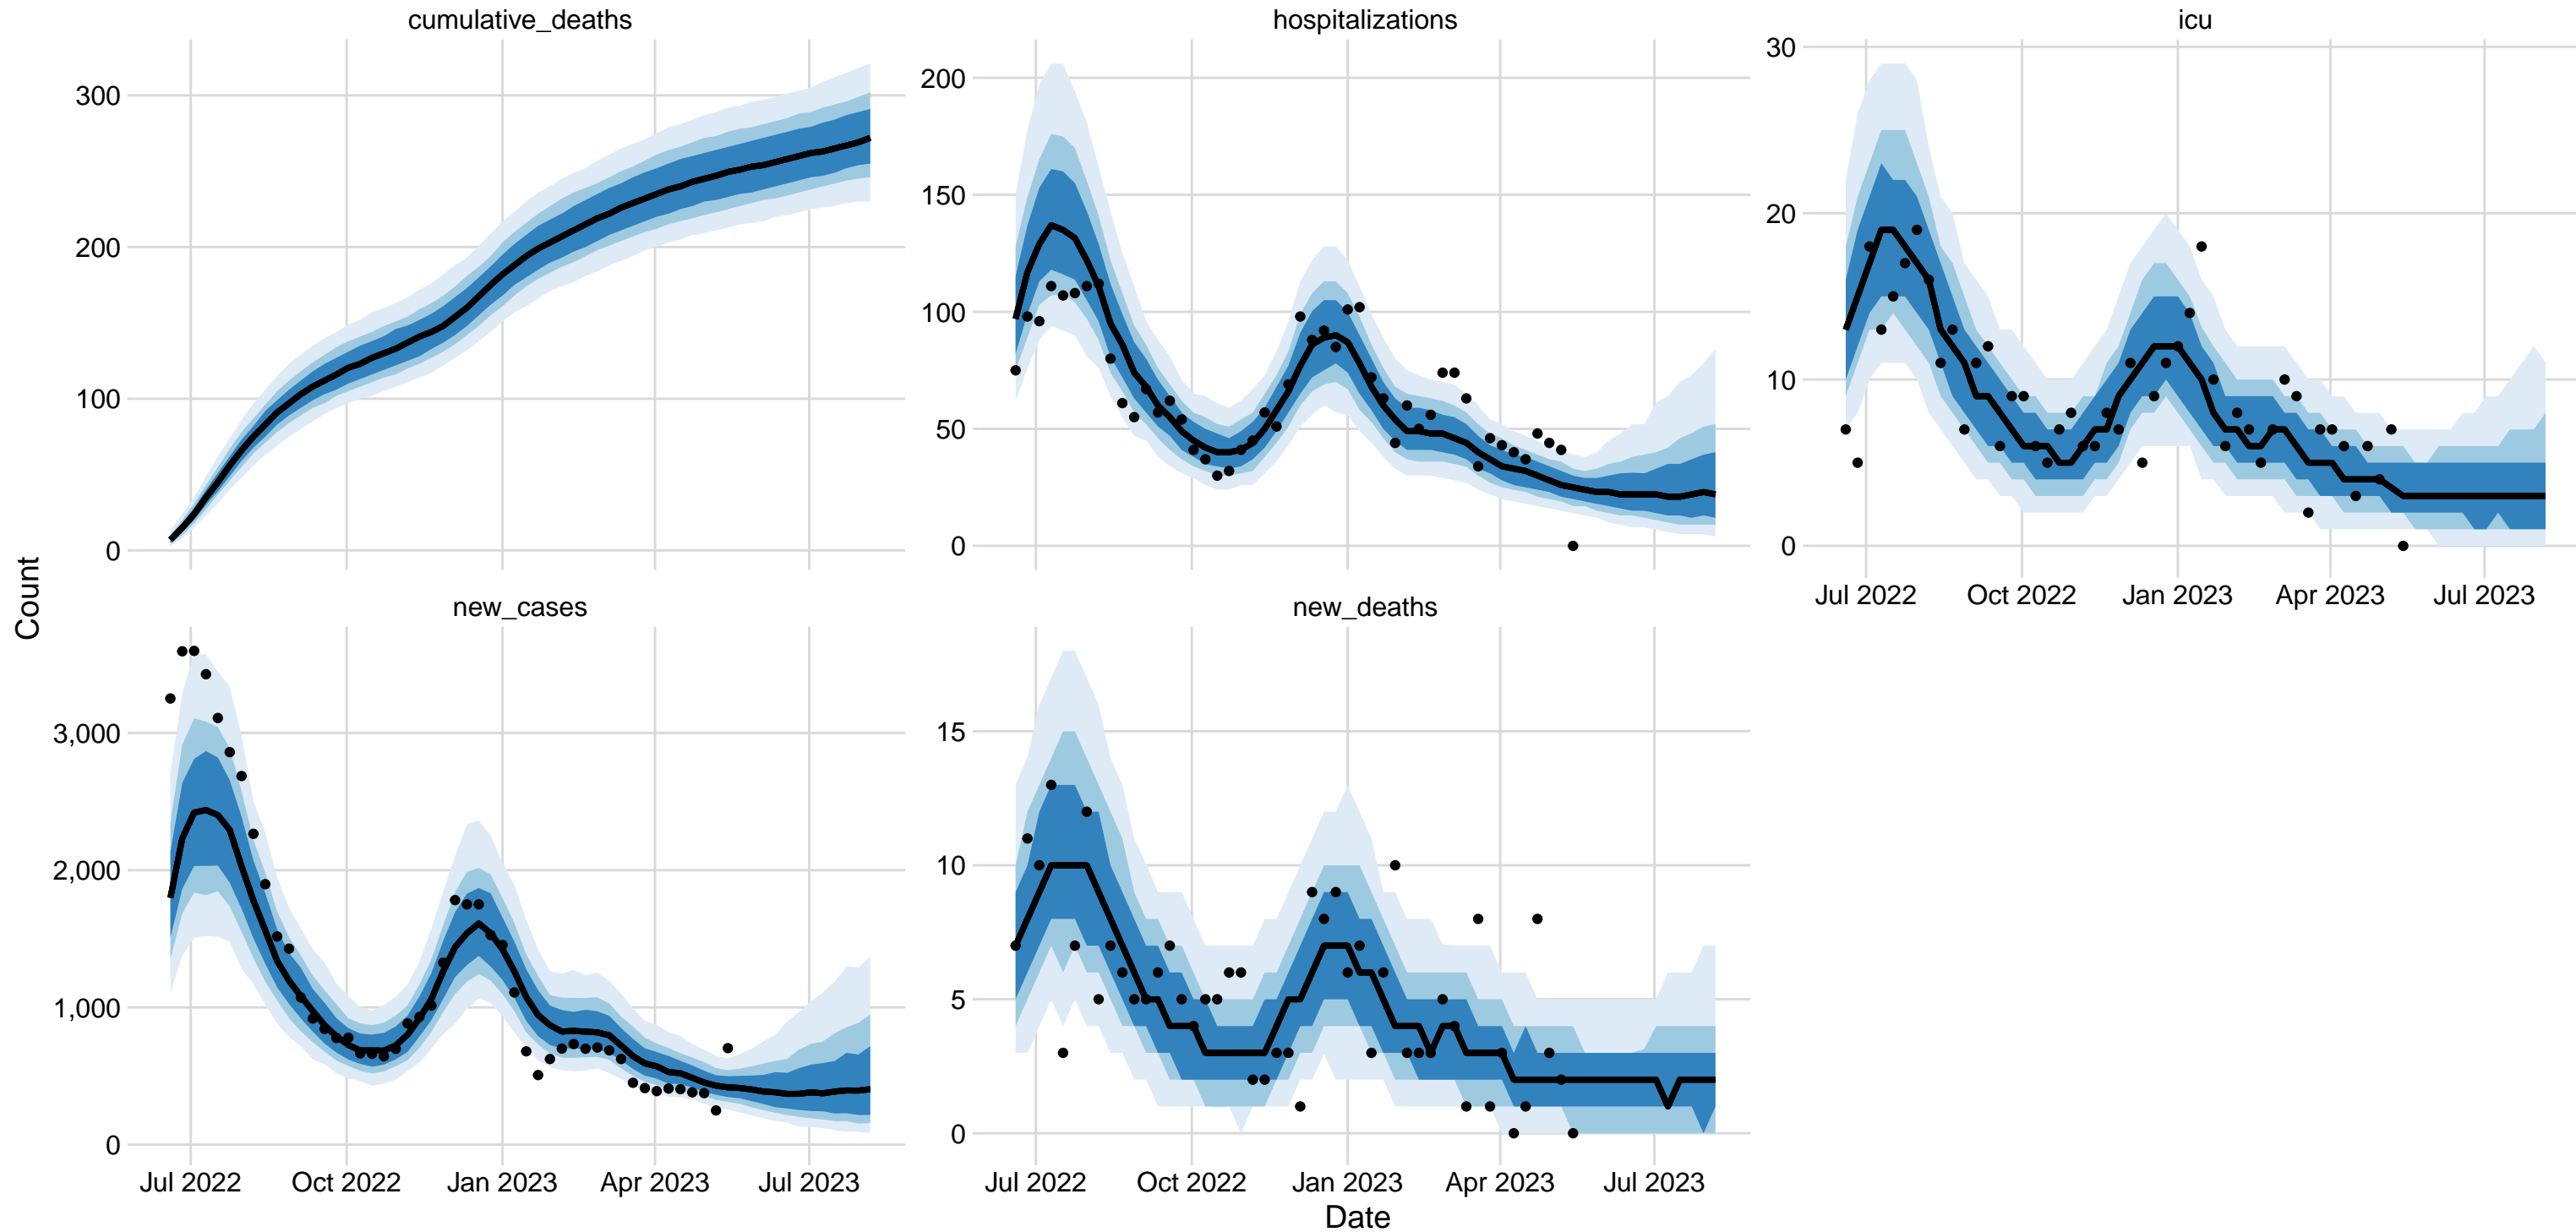 cumulative_deaths
hospitalizations
icu
300
200
100
0
200
150
100
50
0
30
20
10
0
Jul 2022 Oct 2022 Jan 2023 Apr 2023 Jul 2023
Count
new_cases
new_deaths
3,000
2,000
1,000
0
15
10
5
0
Jul 2022 Oct 2022 Jan 2023 Apr 2023 Jul 2023
Jul 2022 Oct 2022 Jan 2023 Apr 2023 Jul 2023
Date